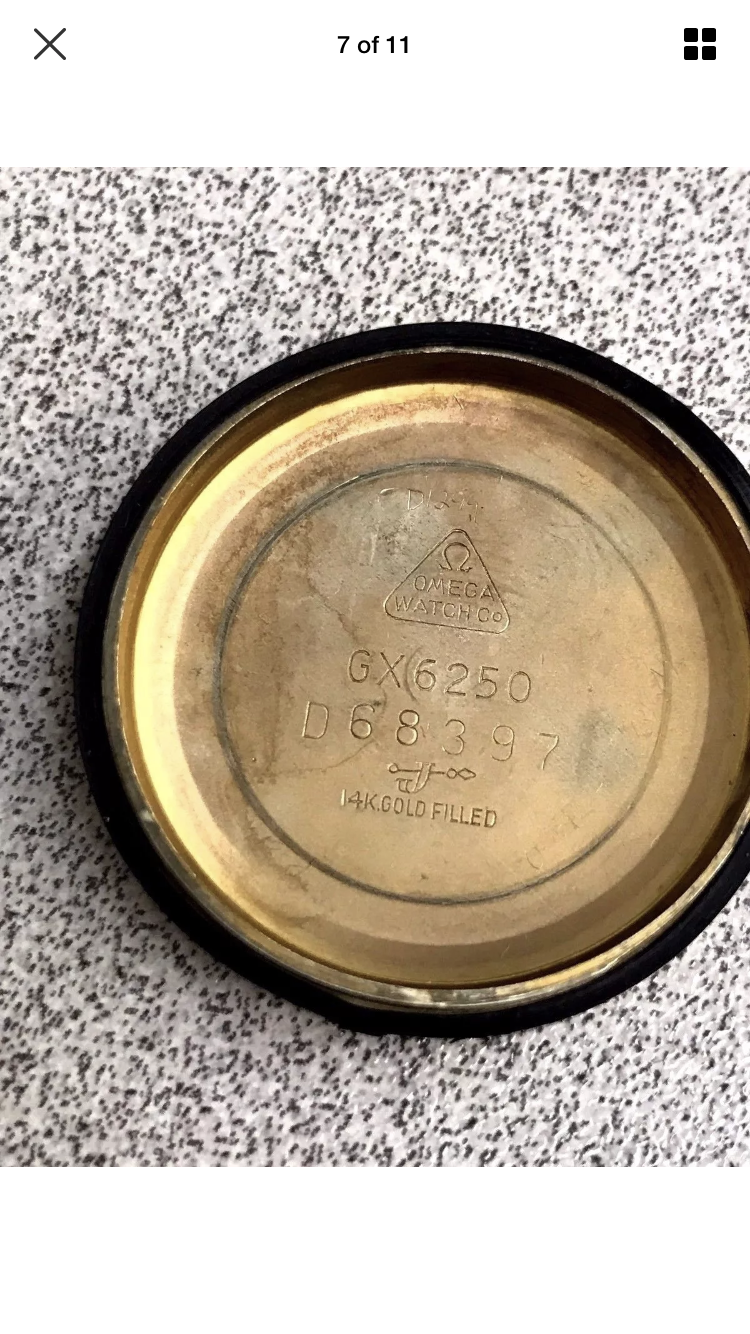 7 of 11
Ω
OMEGA
WATCH Co
GX6250
D68397
14K.GOLD FILLED